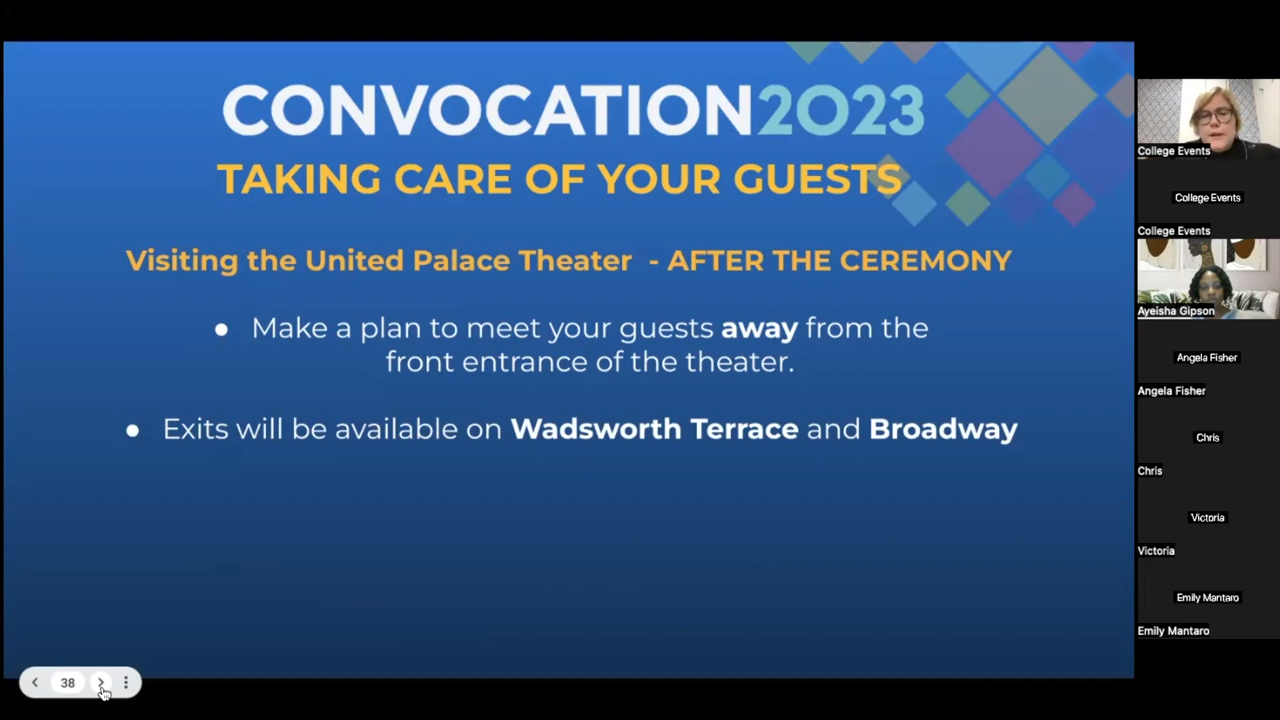 CONVOCATION2023
TAKING CARE OF YOUR GUESTS
Visiting the United Palace Theater - AFTER THE CEREMONY
● Make a plan to meet your guests away from the
front entrance of the theater.
● Exits will be available on Wadsworth Terrace and Broadway
38
College Events
College Events
College Events
Ayeisha Gipson
Angela Fisher
Angela Fisher
Chris
Chris
Victoria
Victoria
Emily Mantaro
Emily Mantaro